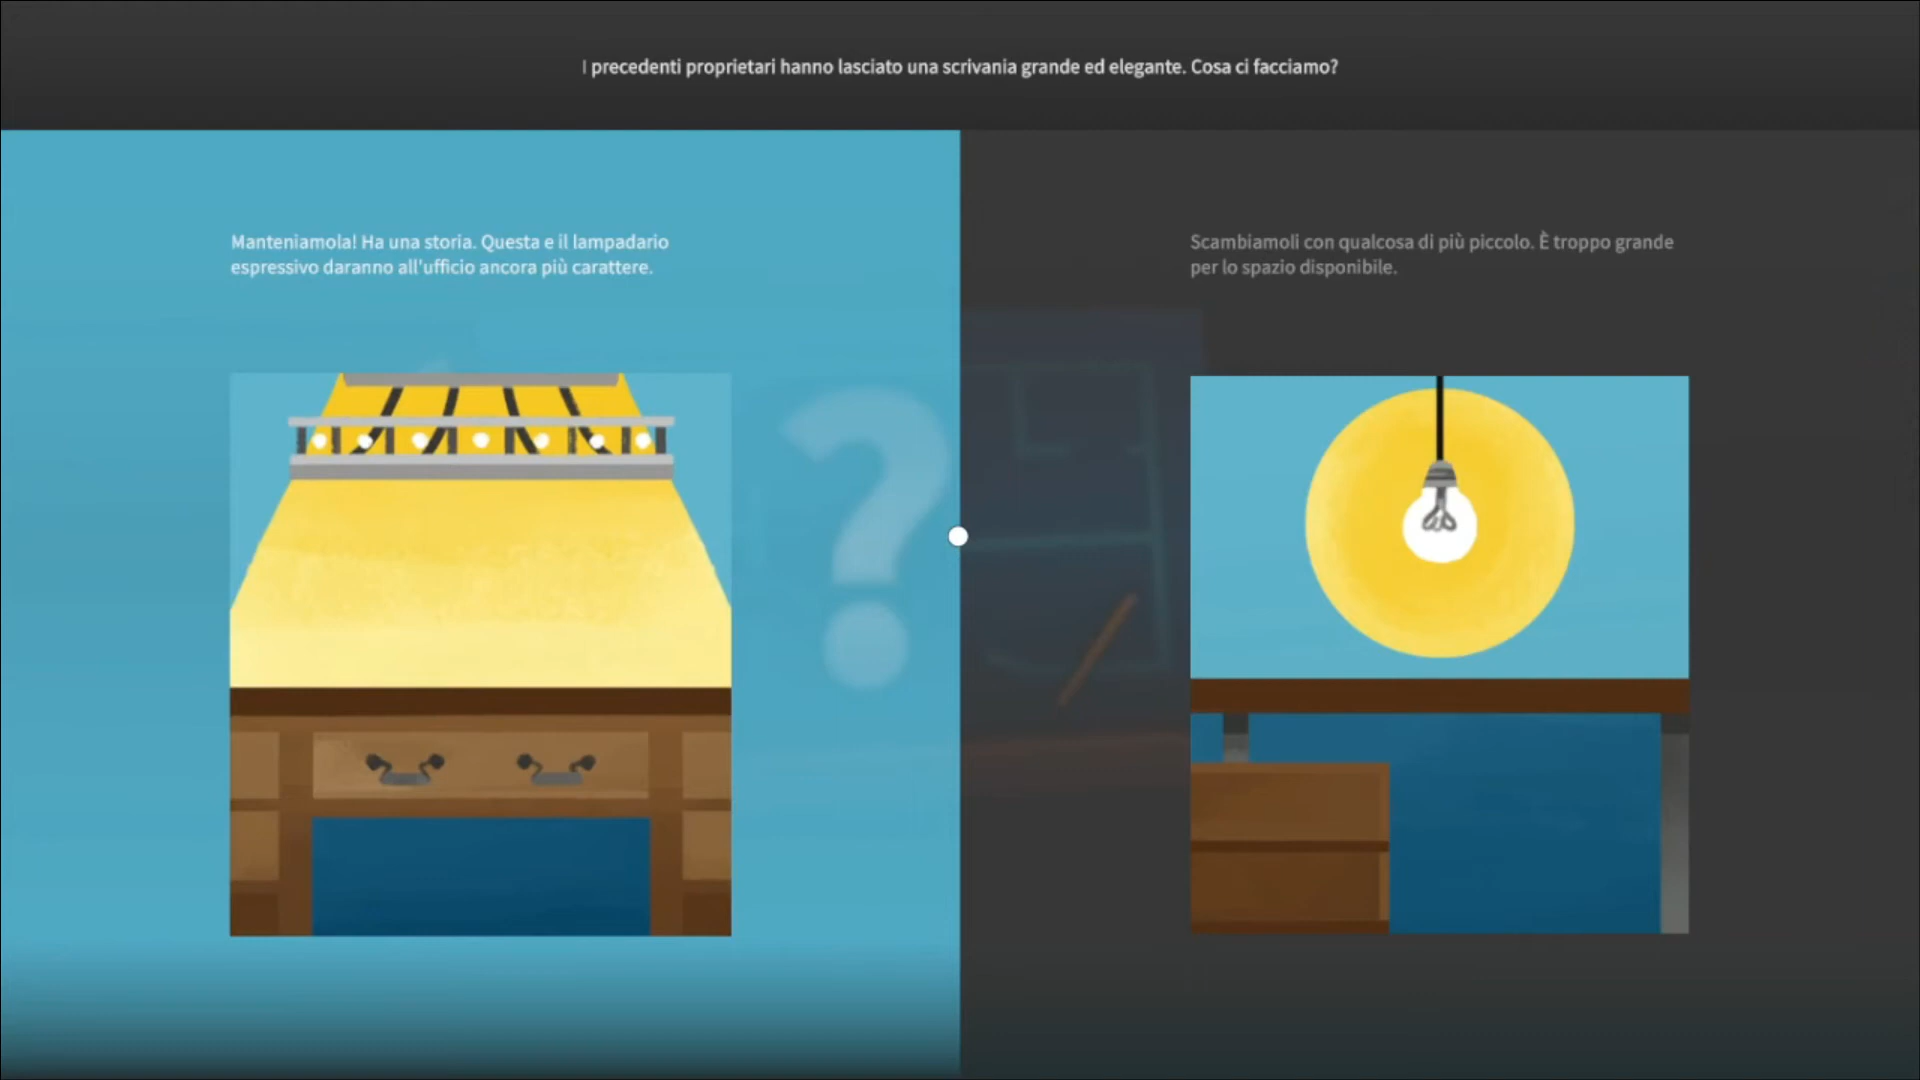 I precedenti proprietari hanno lasciato una scrivania grande ed elegante. Cosa ci facciamo?
Manteniamola! Ha una storia. Questa e il lampadario
espressivo daranno all'ufficio ancora più carattere.
Scambiamoli con qualcosa di più piccolo. È troppo grande
per lo spazio disponibile.
?